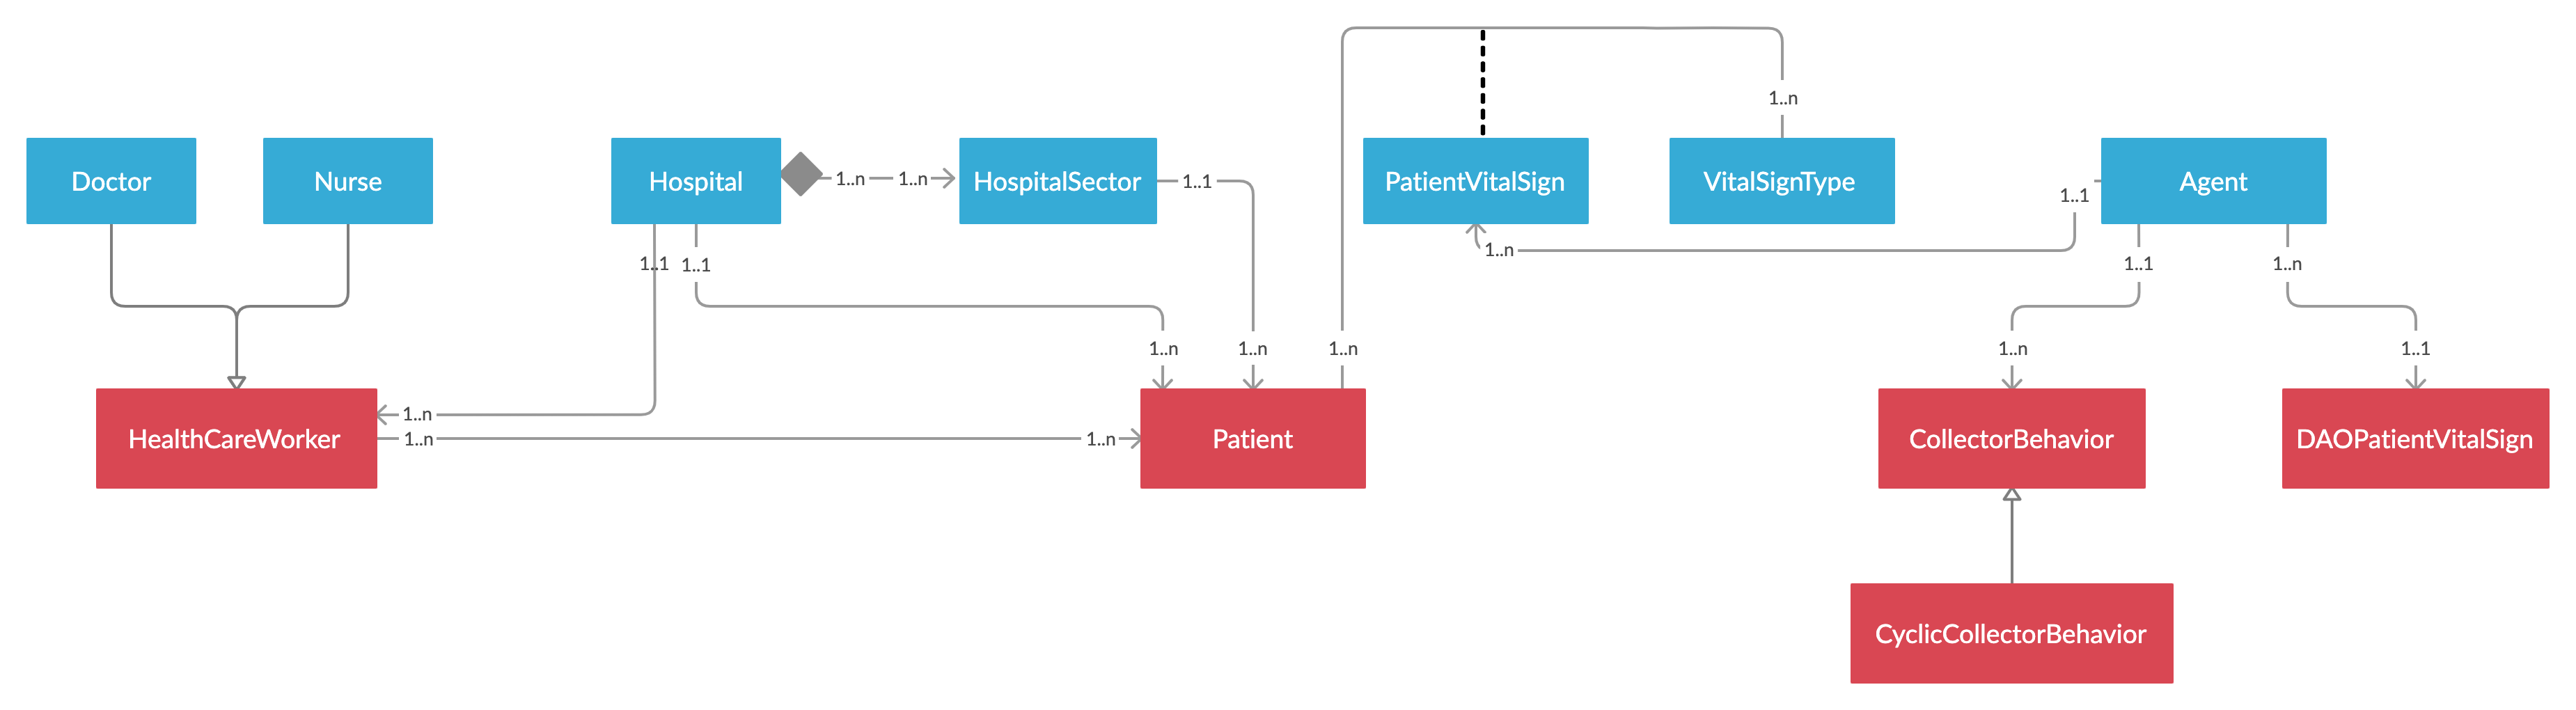 1..n
Doctor
Nurse
Hospital
1..n
1..n
HospitalSector
1..1
PatientVitalSign
VitalSignType
1..1
Agent
1..n
1..1
1..1
1..1
1..n
1..n
1..n
1..n
1..n
1..1
1..n
HealthCareWorker
1..n
1..n
Patient
CollectorBehavior
DAOPatientVitalSign
CyclicCollectorBehavior